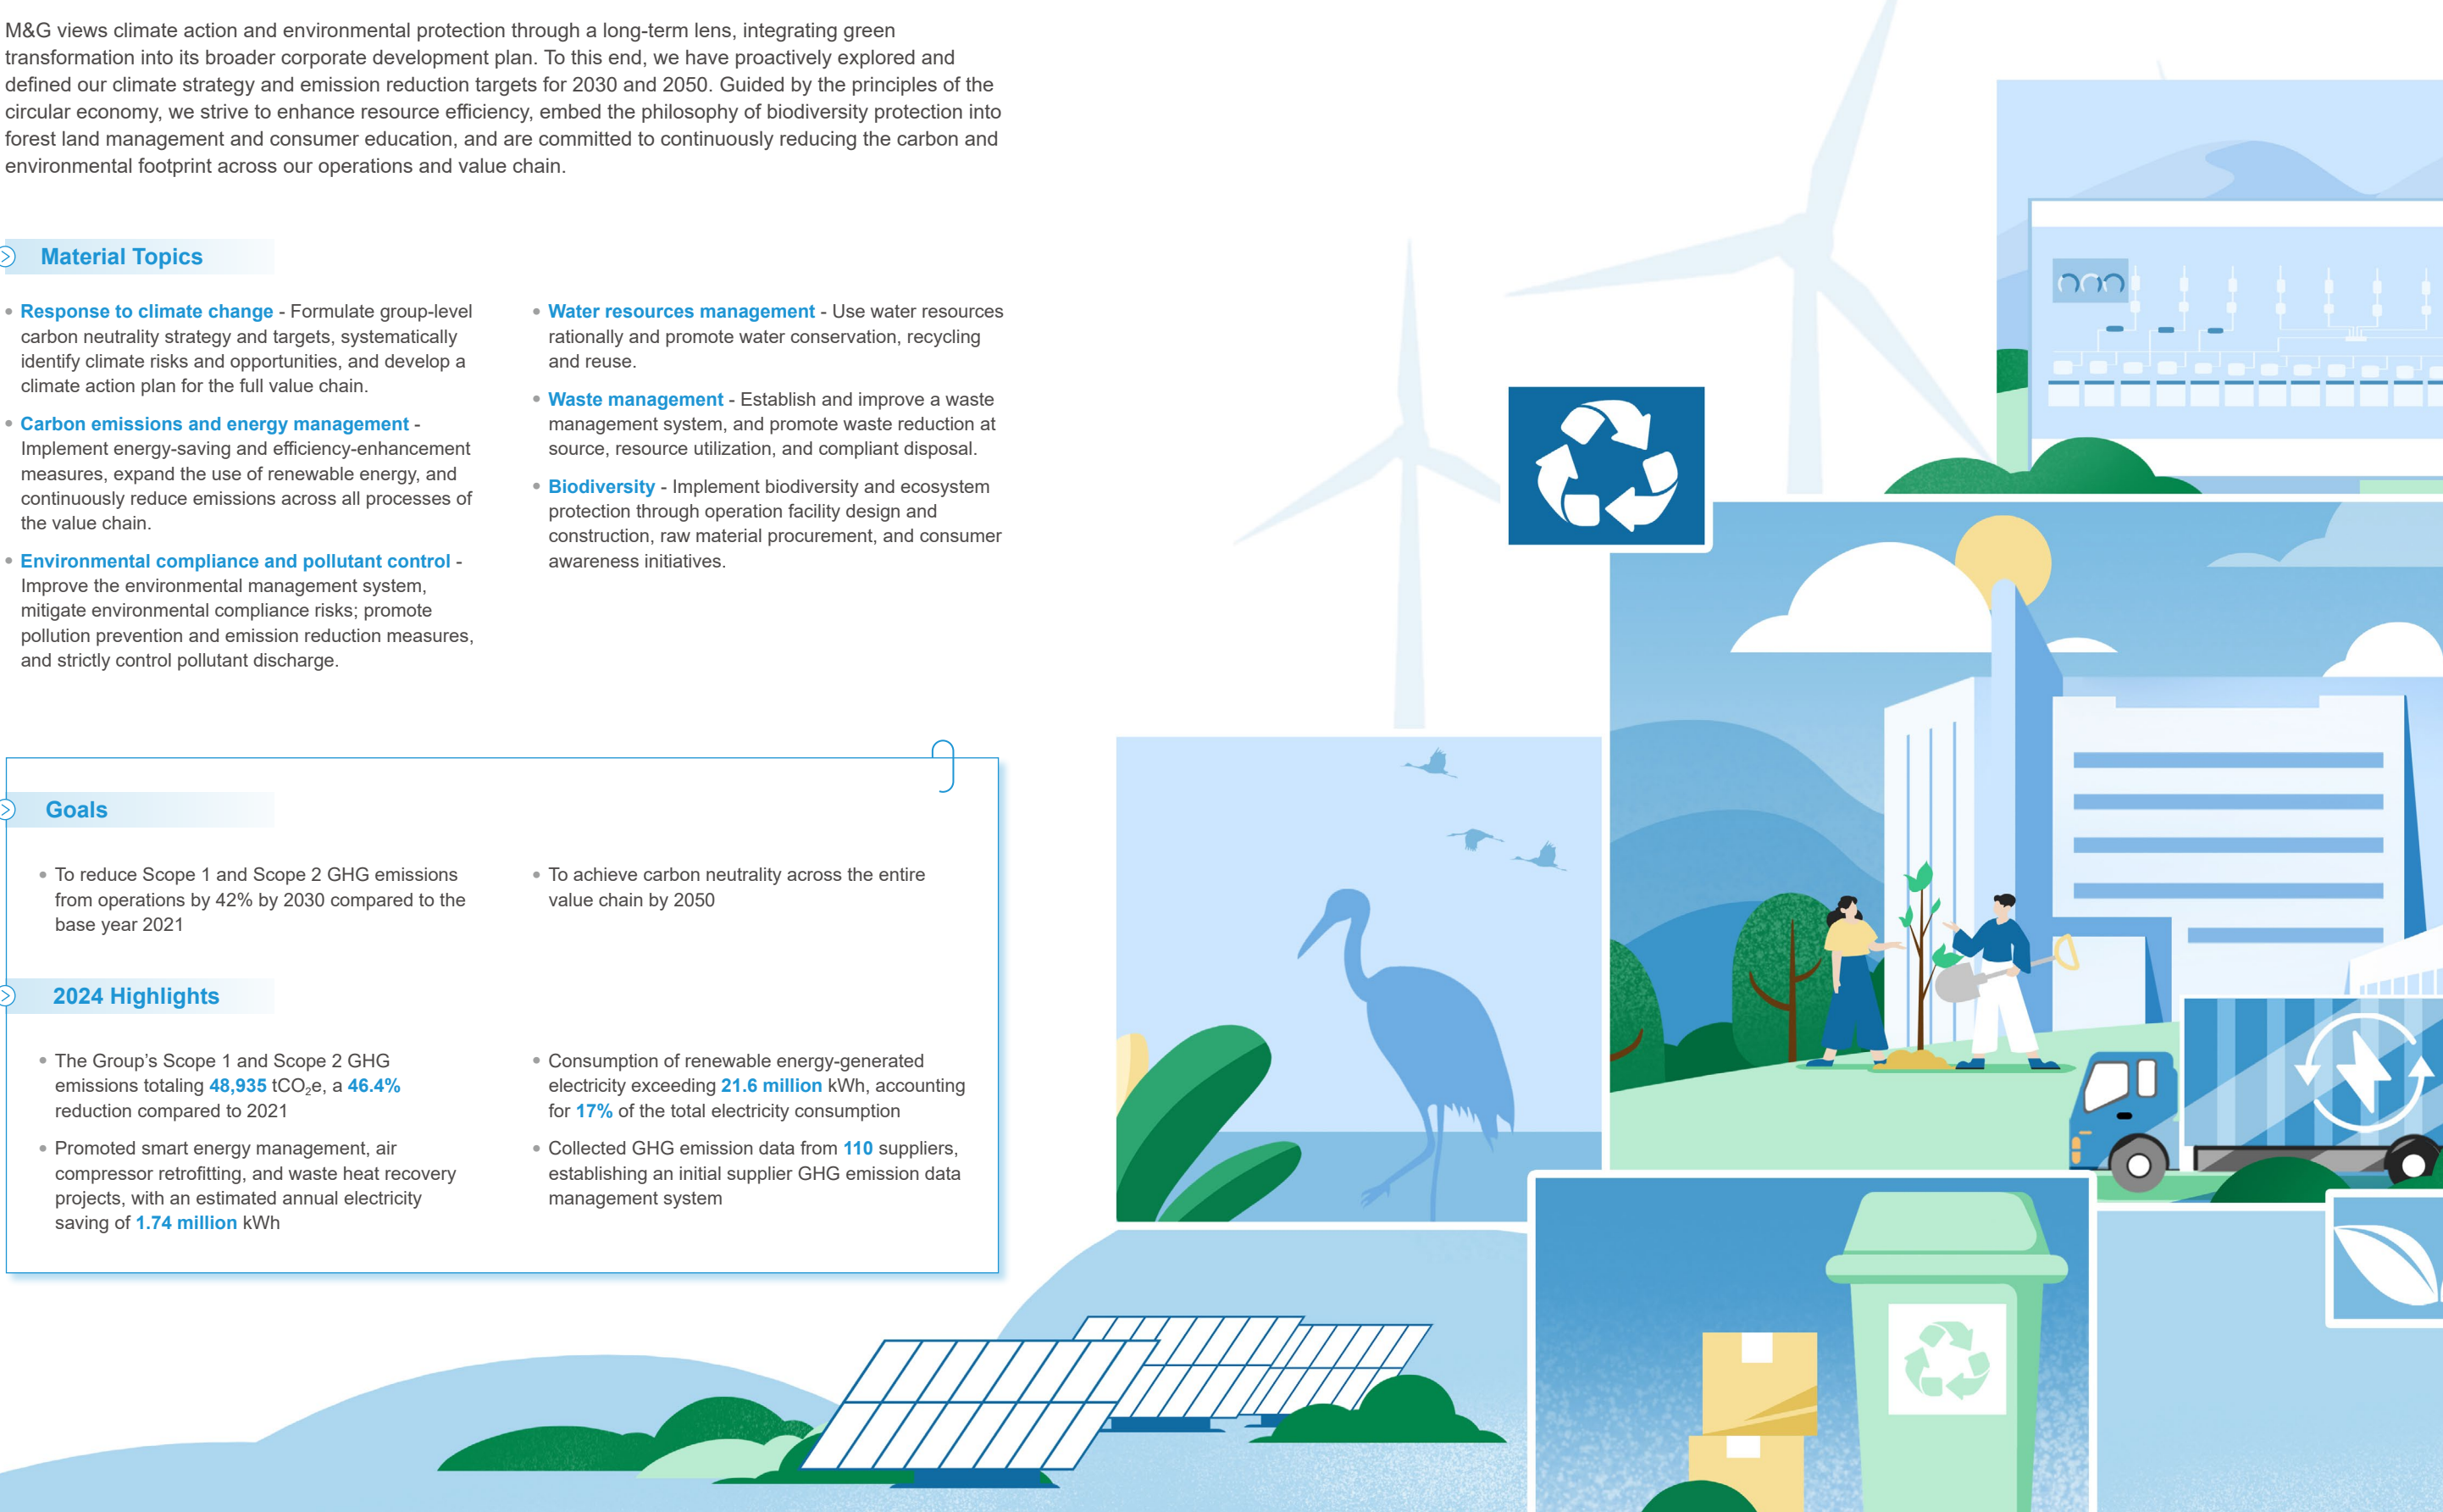 M&G views climate action and environmental protection through a long-term lens, integrating green
transformation into its broader corporate development plan. To this end, we have proactively explored and
defined our climate strategy and emission reduction targets for 2030 and 2050. Guided by the principles of the
circular economy, we strive to enhance resource efficiency, embed the philosophy of biodiversity protection into
forest land management and consumer education, and are committed to continuously reducing the carbon and
environmental footprint across our operations and value chain.
Material Topics
• Response to climate change - Formulate group-level
carbon neutrality strategy and targets, systematically
identify climate risks and opportunities, and develop a
climate action plan for the full value chain.
• Carbon emissions and energy management -
Implement energy-saving and efficiency-enhancement
measures, expand the use of renewable energy, and
continuously reduce emissions across all processes of
the value chain.
• Environmental compliance and pollutant control -
Improve the environmental management system,
mitigate environmental compliance risks; promote
pollution prevention and emission reduction measures,
and strictly control pollutant discharge.
• Water resources management - Use water resources
rationally and promote water conservation, recycling
and reuse.
• Waste management - Establish and improve a waste
management system, and promote waste reduction at
source, resource utilization, and compliant disposal.
• Biodiversity - Implement biodiversity and ecosystem
protection through operation facility design and
construction, raw material procurement, and consumer
awareness initiatives.
Goals
• To reduce Scope 1 and Scope 2 GHG emissions
from operations by 42% by 2030 compared to the
base year 2021
• To achieve carbon neutrality across the entire
value chain by 2050
2024 Highlights
• The Group's Scope 1 and Scope 2 GHG
emissions totaling 48,935 tCO₂e, a 46.4%
reduction compared to 2021
• Promoted smart energy management, air
compressor retrofitting, and waste heat recovery
projects, with an estimated annual electricity
saving of 1.74 million kWh
• Consumption of renewable energy-generated
electricity exceeding 21.6 million kWh, accounting
for 17% of the total electricity consumption
• Collected GHG emission data from 110 suppliers,
establishing an initial supplier GHG emission data
management system